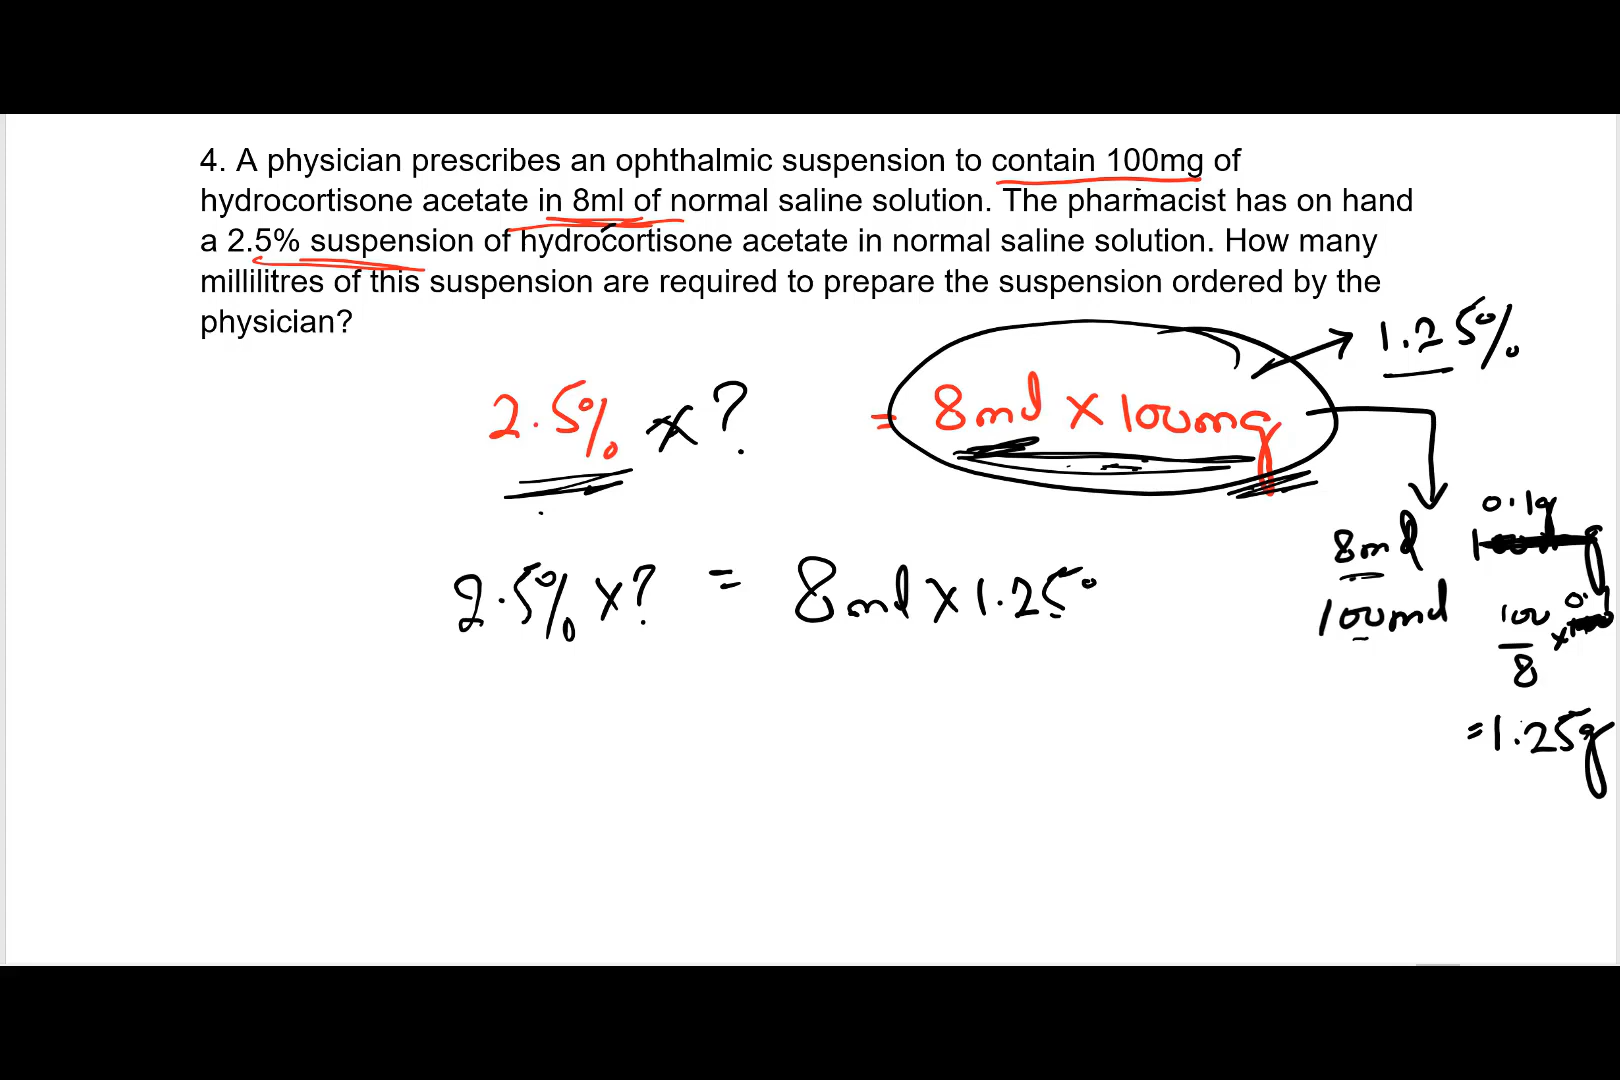 4. A physician prescribes an ophthalmic suspension to contain 100mg of
hydrocortisone acetate in 8ml of normal saline solution. The pharmacist has on hand
a 2.5% suspension of hydrocortisone acetate in normal saline solution. How many
millilitres of this suspension are required to prepare the suspension ordered by the
physician?
1.25%
2.5% x ? = 8ml x 100mg
0.1g
8ml
2.5% x ? = 8ml x 1.25°
100ml
100
8
x 0.1
=1.25g